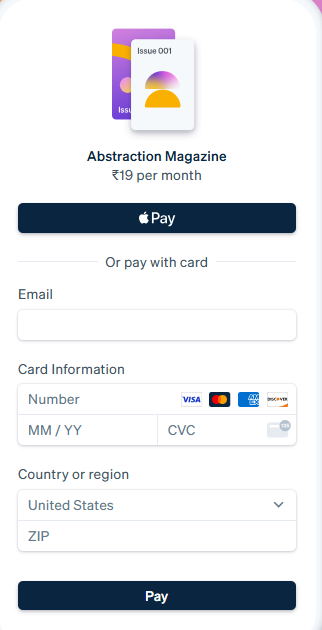 Issue 001
Issu
Abstraction Magazine
₹19 per month
Pay
Or pay with card
Email
Card Information
Number VISA AMEX DISCOVER
MM / YY CVC
Country or region
United States
ZIP
Pay